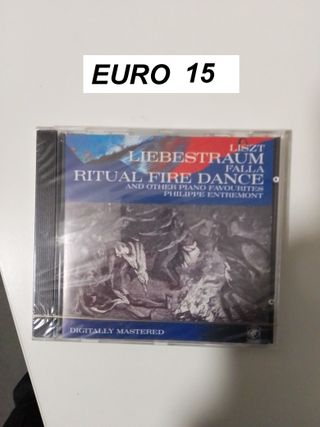 EURO 15
LISZT
LIEBESTRAUM
FALLA
RITUAL FIRE DANCE
AND OTHER PIANO FAVOURITES
PHILIPPE ENTREMONT
DIGITALLY MASTERED